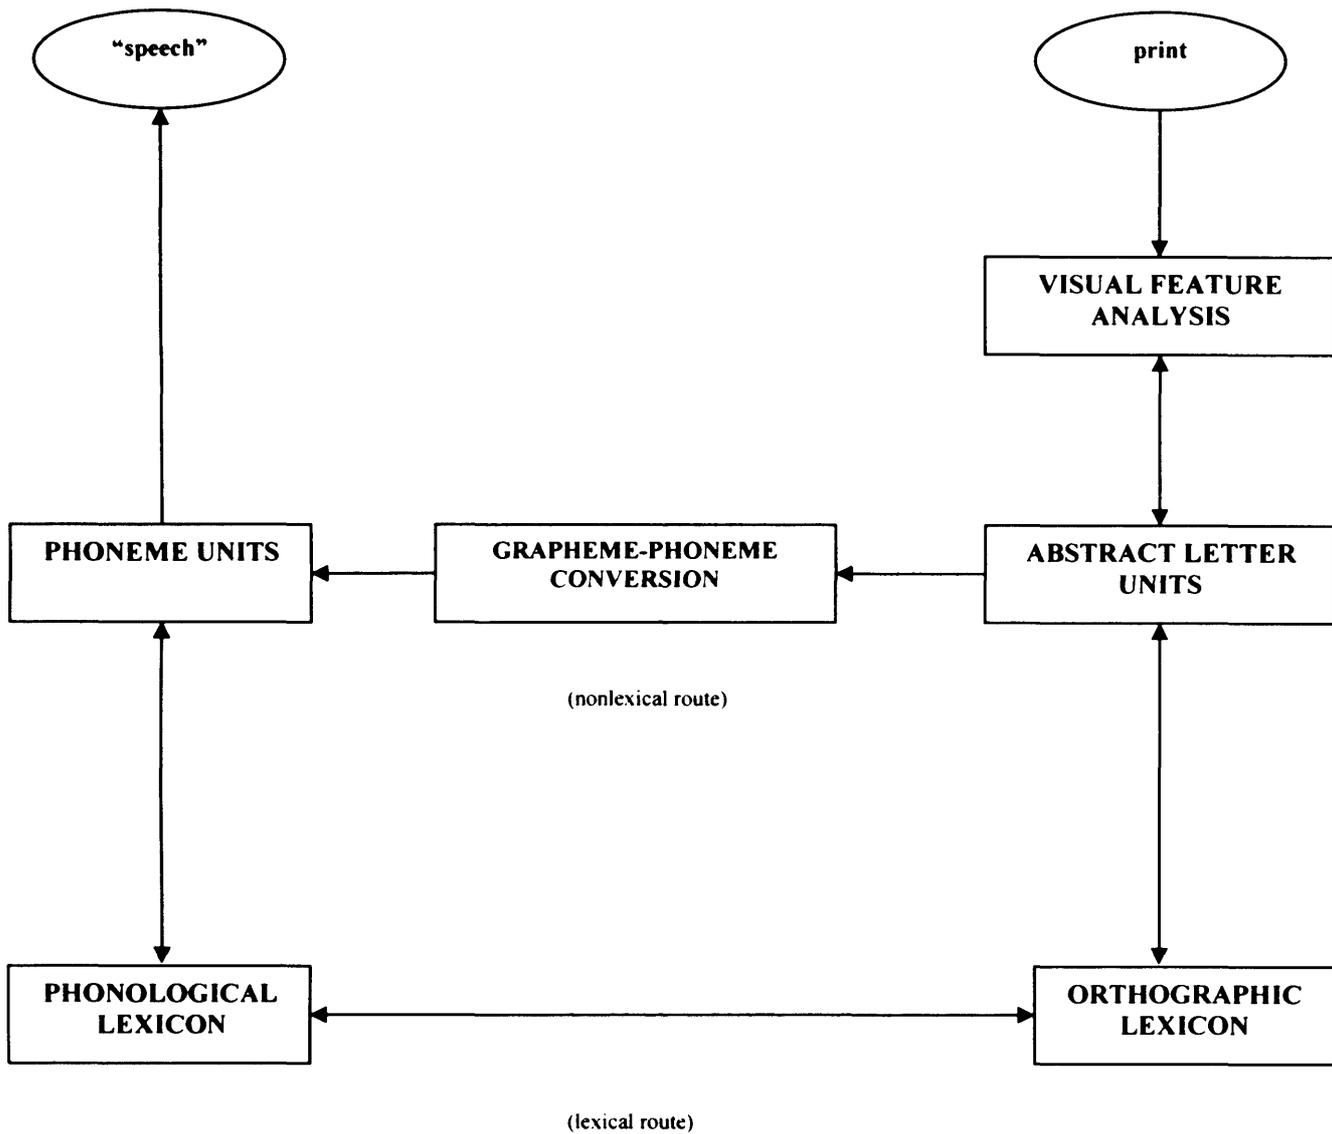 “speech”
print
VISUAL FEATURE
ANALYSIS
PHONEME UNITS
GRAPHEME-PHONEME
CONVERSION
ABSTRACT LETTER
UNITS
(nonlexical route)
PHONOLOGICAL
LEXICON
ORTHOGRAPHIC
LEXICON
(lexical route)